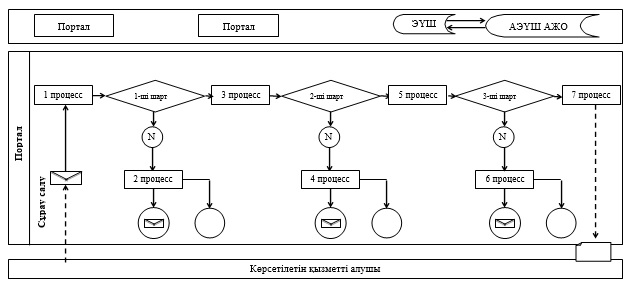 Портал
Портал
ЭҮШ
АЭҮШ АЖО
Портал
Сұрау салу
1 процесс
1-ші шарт
3 процесс
2-ші шарт
5 процесс
3-ші шарт
7 процесс
N
N
N
2 процесс
4 процесс
6 процесс
Көрсетілетін қызметті алушы